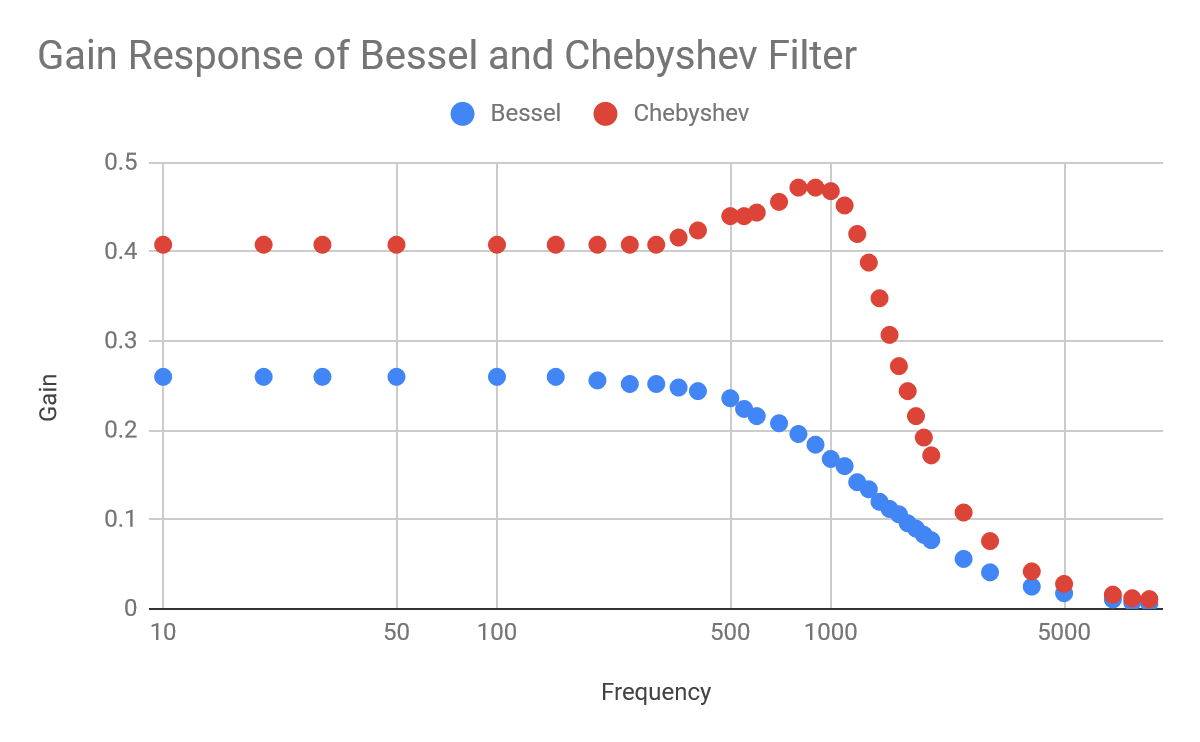 Gain Response of Bessel and Chebyshev Filter
Bessel
Chebyshev
0.5
0.4
0.3
0.2
0.1
0
Gain
10
50
100
500
1000
5000
Frequency